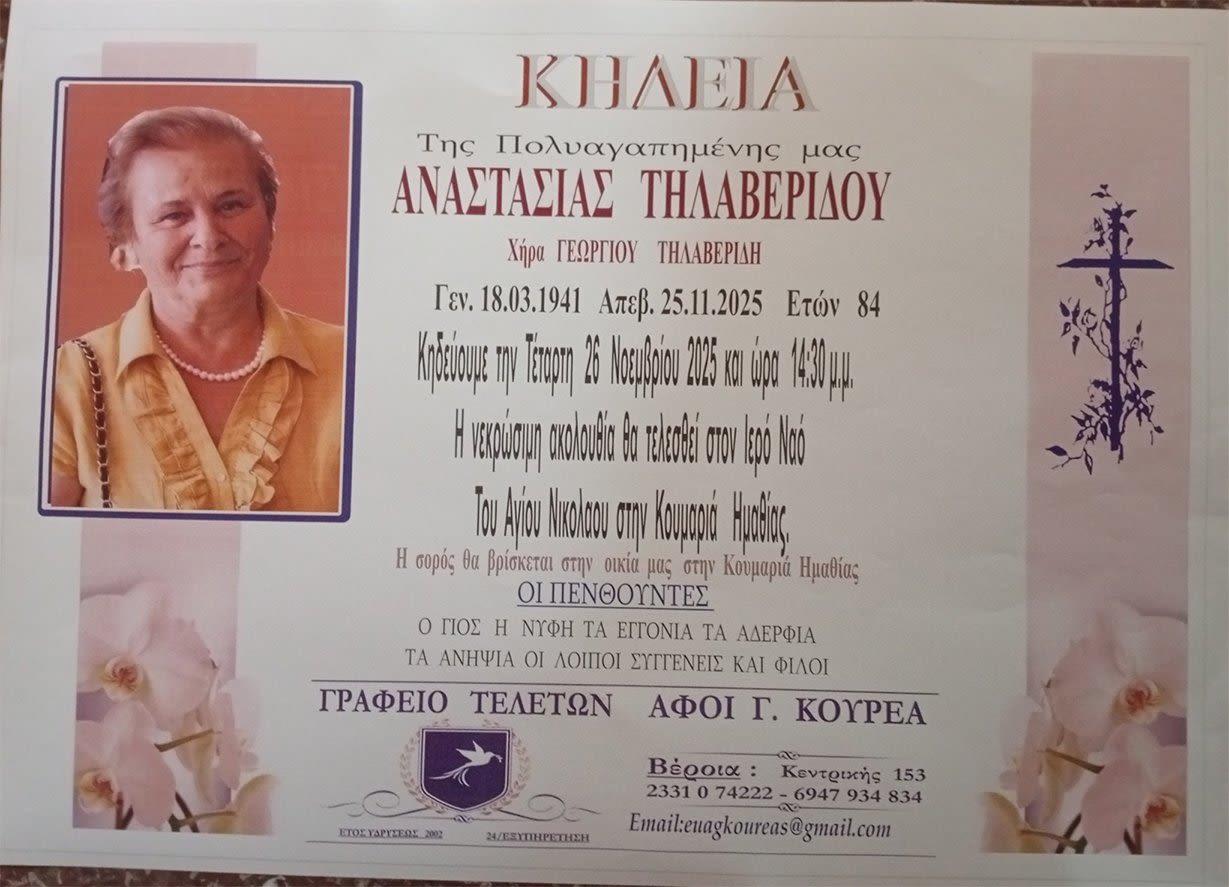 ΚΗΔΕΙΑ
Της Πολυαγαπημένης μας
ΑΝΑΣΤΑΣΙΑΣ ΤΗΛΑΒΕΡΙΔΟΥ
Χήρα ΓΕΩΡΓΙΟΥ ΤΗΛΑΒΕΡΙΔΗ
Γεν. 18.03.1941 Απεβ. 25.11.2025 Ετών 84
Κηδεύουμε την Τέταρτη 26 Νοεμβρίου 2025 και ώρα 14:30 μ.μ.
Η νεκρώσιμη ακολουθία θα τελεσθεί στον Ιερό Ναό
Του Αγίου Νικολαου στην Κουμαριά Ημαθίας.
Η σορός θα βρίσκεται στην οικία μας στην Κουμαριά Ημαθίας
ΟΙ ΠΕΝΘΟΥΝΤΕΣ
Ο ΓΙΟΣ Η ΝΥΦΗ ΤΑ ΕΓΓΟΝΙΑ ΤΑ ΑΔΕΡΦΙΑ
ΤΑ ΑΝΗΨΙΑ ΟΙ ΛΟΙΠΟΙ ΣΥΓΓΕΝΕΙΣ ΚΑΙ ΦΙΛΟΙ
ΓΡΑΦΕΙΟ ΤΕΛΕΤΩΝ ΑΦΟΙ Γ. ΚΟΥΡΕΑ
Βέροια : Κεντρικής 153
2331 0 74222 - 6947 934 834
Email:euagkoureas@gmail.com
ΕΤΟΣ ΥΔΡΥΣΕΩΣ 2002 24/ΕΞΥΠΗΡΕΤΗΣΗ